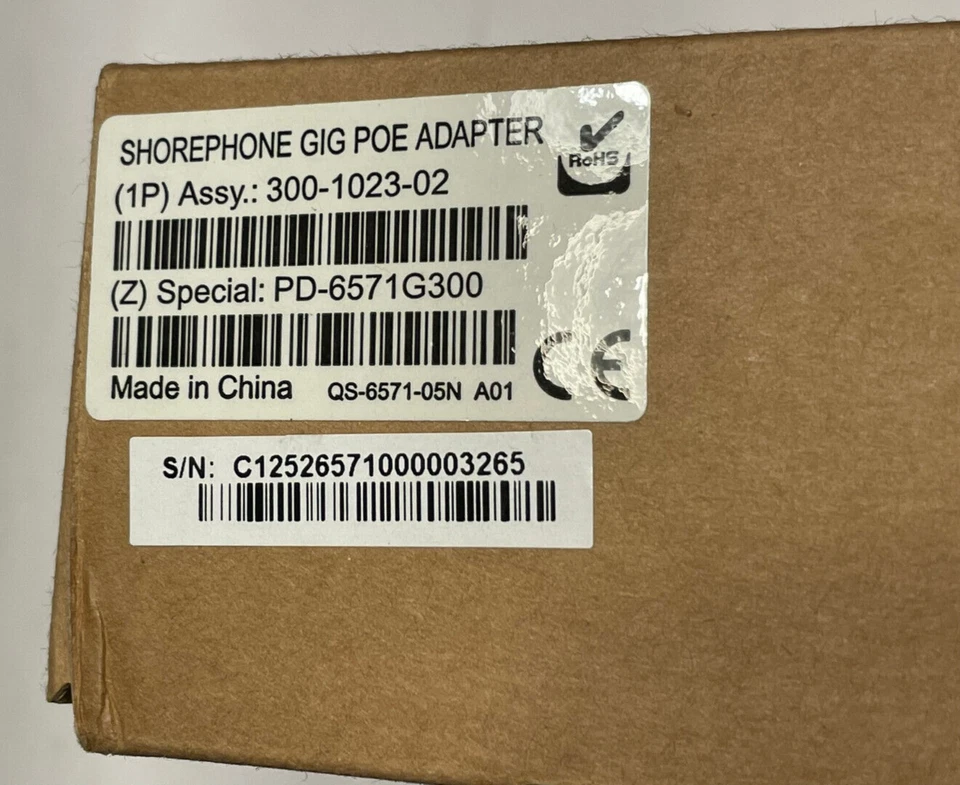 SHOREPHONE GIG POE ADAPTER
RoHS
(1P) Assy.: 300-1023-02
(Z) Special: PD-6571G300
Made in China QS-6571-05N A01
CE
S/N: C12526571000003265